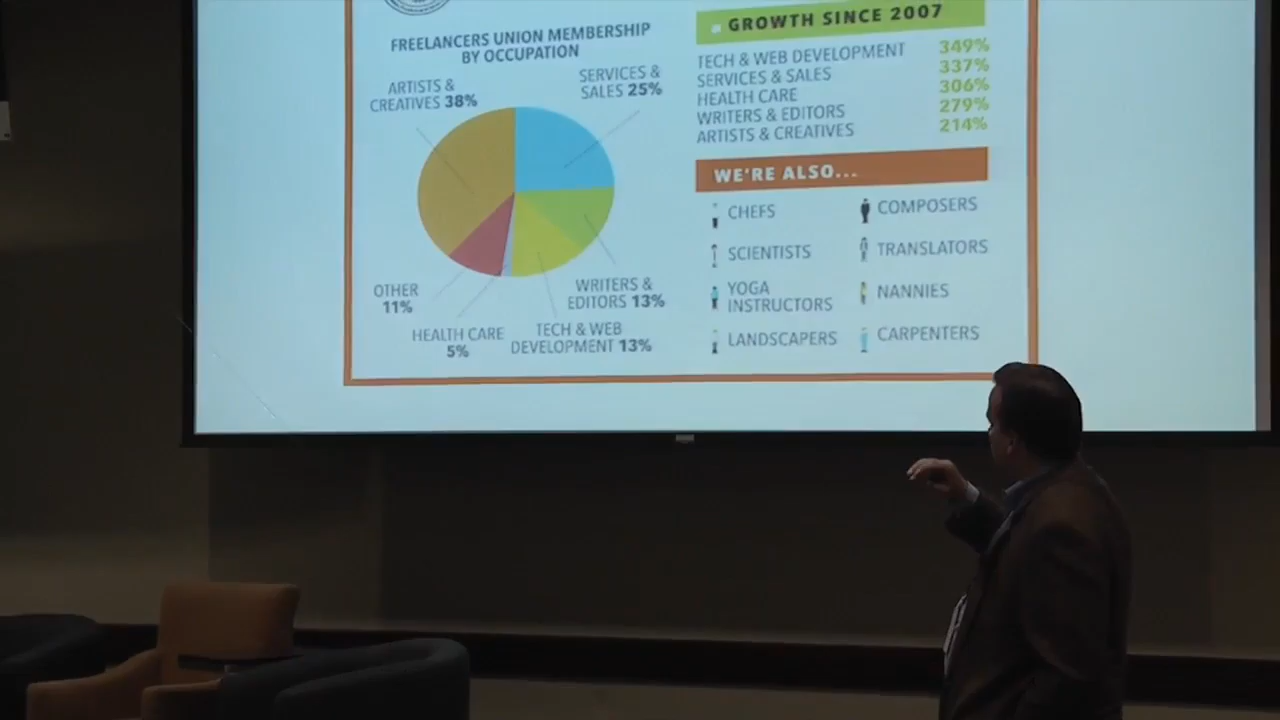 FREELANCERS UNION MEMBERSHIP
BY OCCUPATION
ARTISTS &
CREATIVES 38%
SERVICES &
SALES 25%
OTHER
11%
HEALTH CARE
5%
TECH & WEB
DEVELOPMENT 13%
WRITERS &
EDITORS 13%
GROWTH SINCE 2007
TECH & WEB DEVELOPMENT 349%
SERVICES & SALES 337%
HEALTH CARE 306%
WRITERS & EDITORS 279%
ARTISTS & CREATIVES 214%
WE'RE ALSO...
CHEFS
COMPOSERS
SCIENTISTS
TRANSLATORS
YOGA
INSTRUCTORS
NANNIES
LANDSCAPERS
CARPENTERS